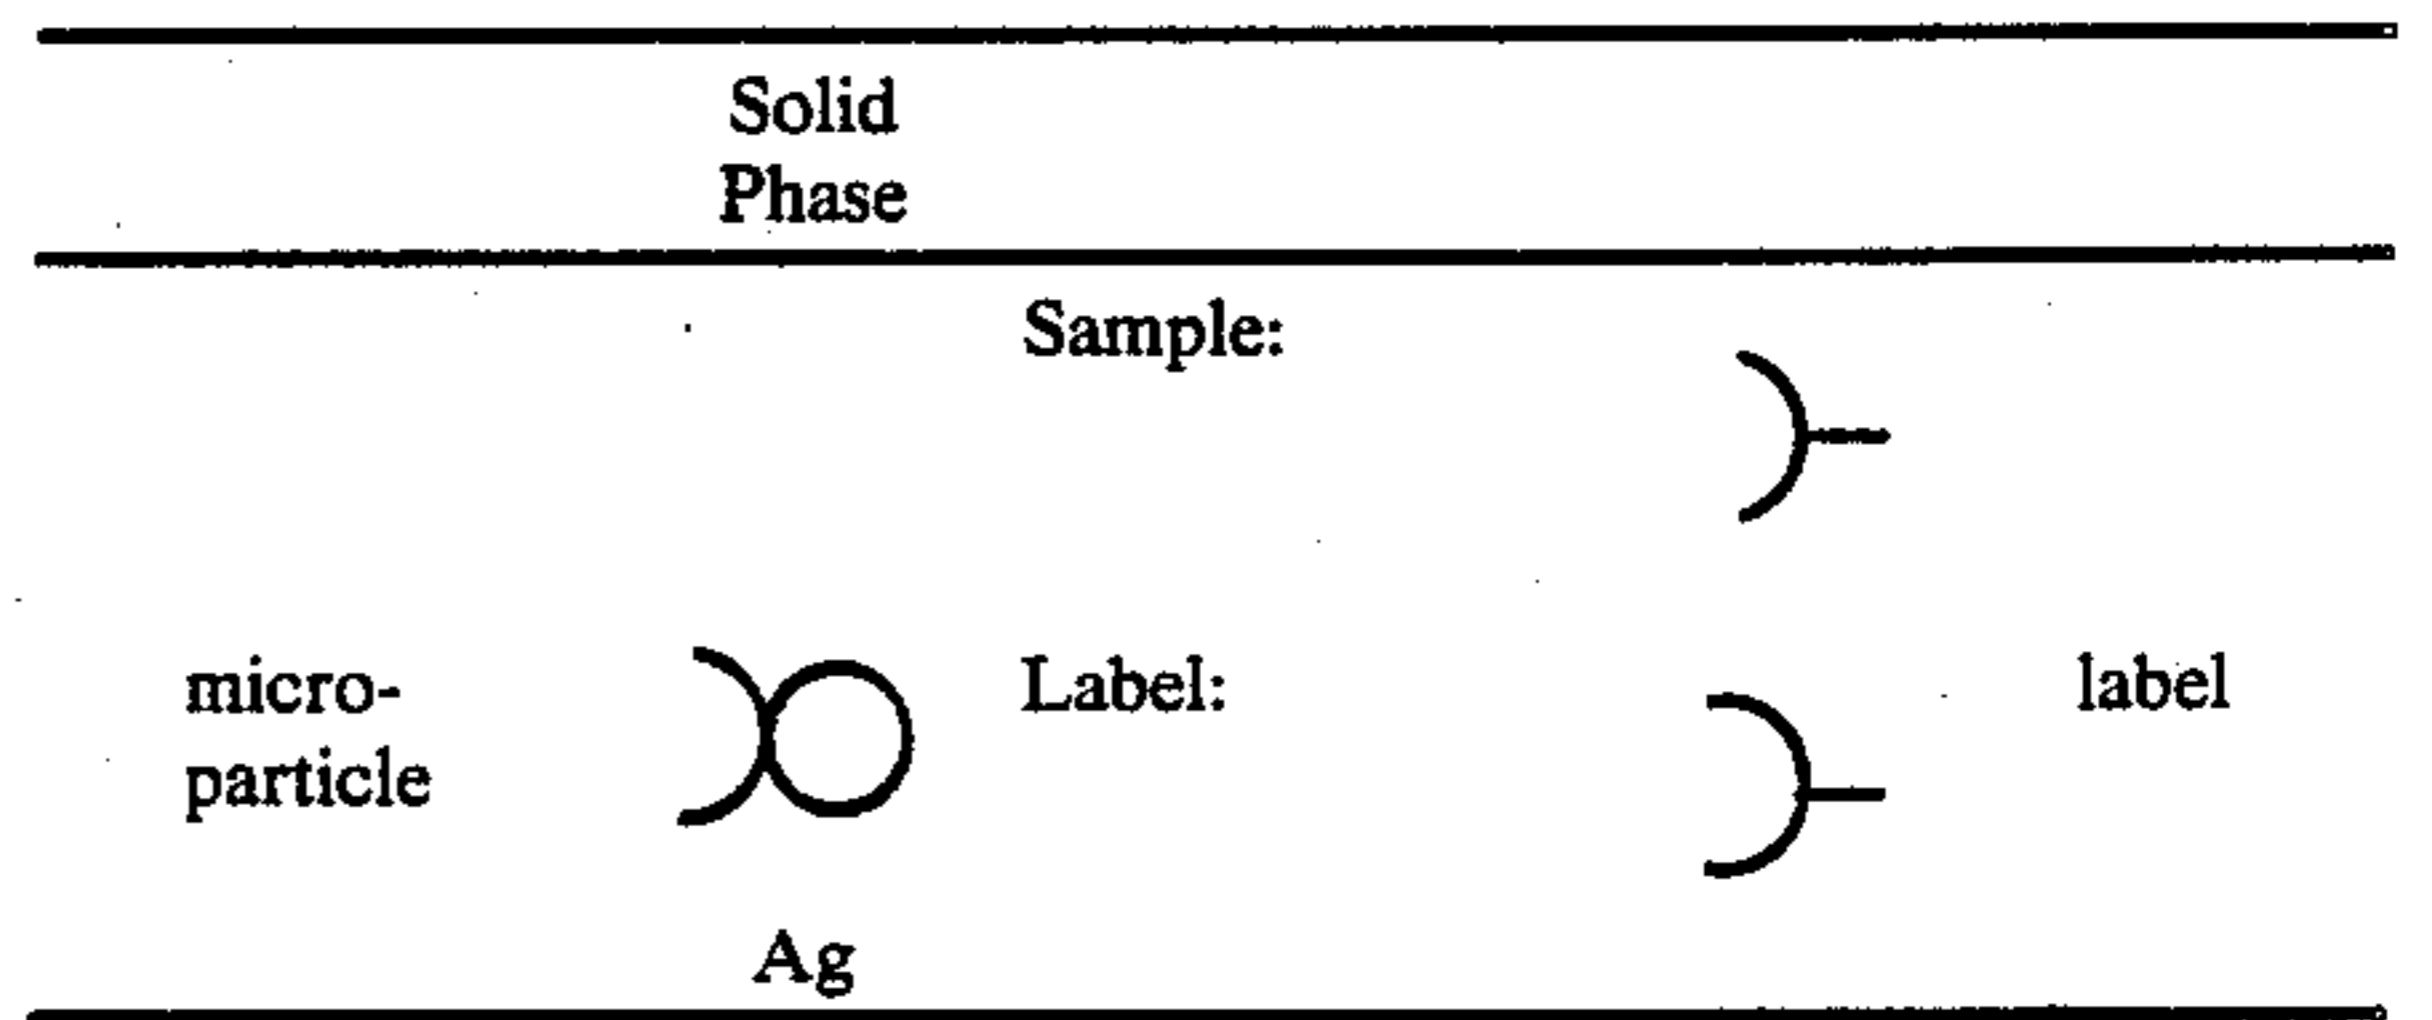 Solid
Phase
Sample:
micro-
particle
Label:
label
Ag